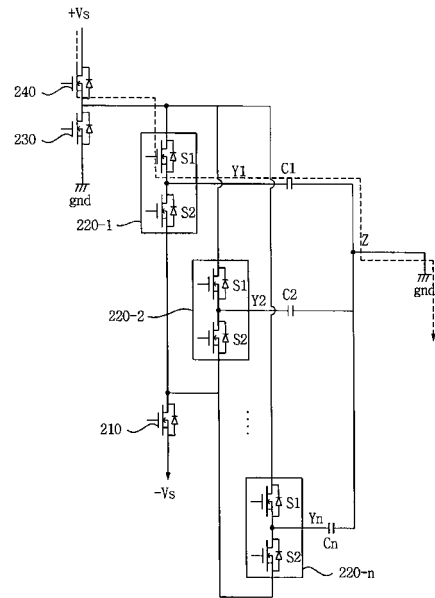 +Vs
240
230
gnd
S1
Y1
C1
S2
220-1
Z
gnd
S1
Y2
C2
220-2
S2
210
-Vs
S1
Yn
Cn
S2
220-n